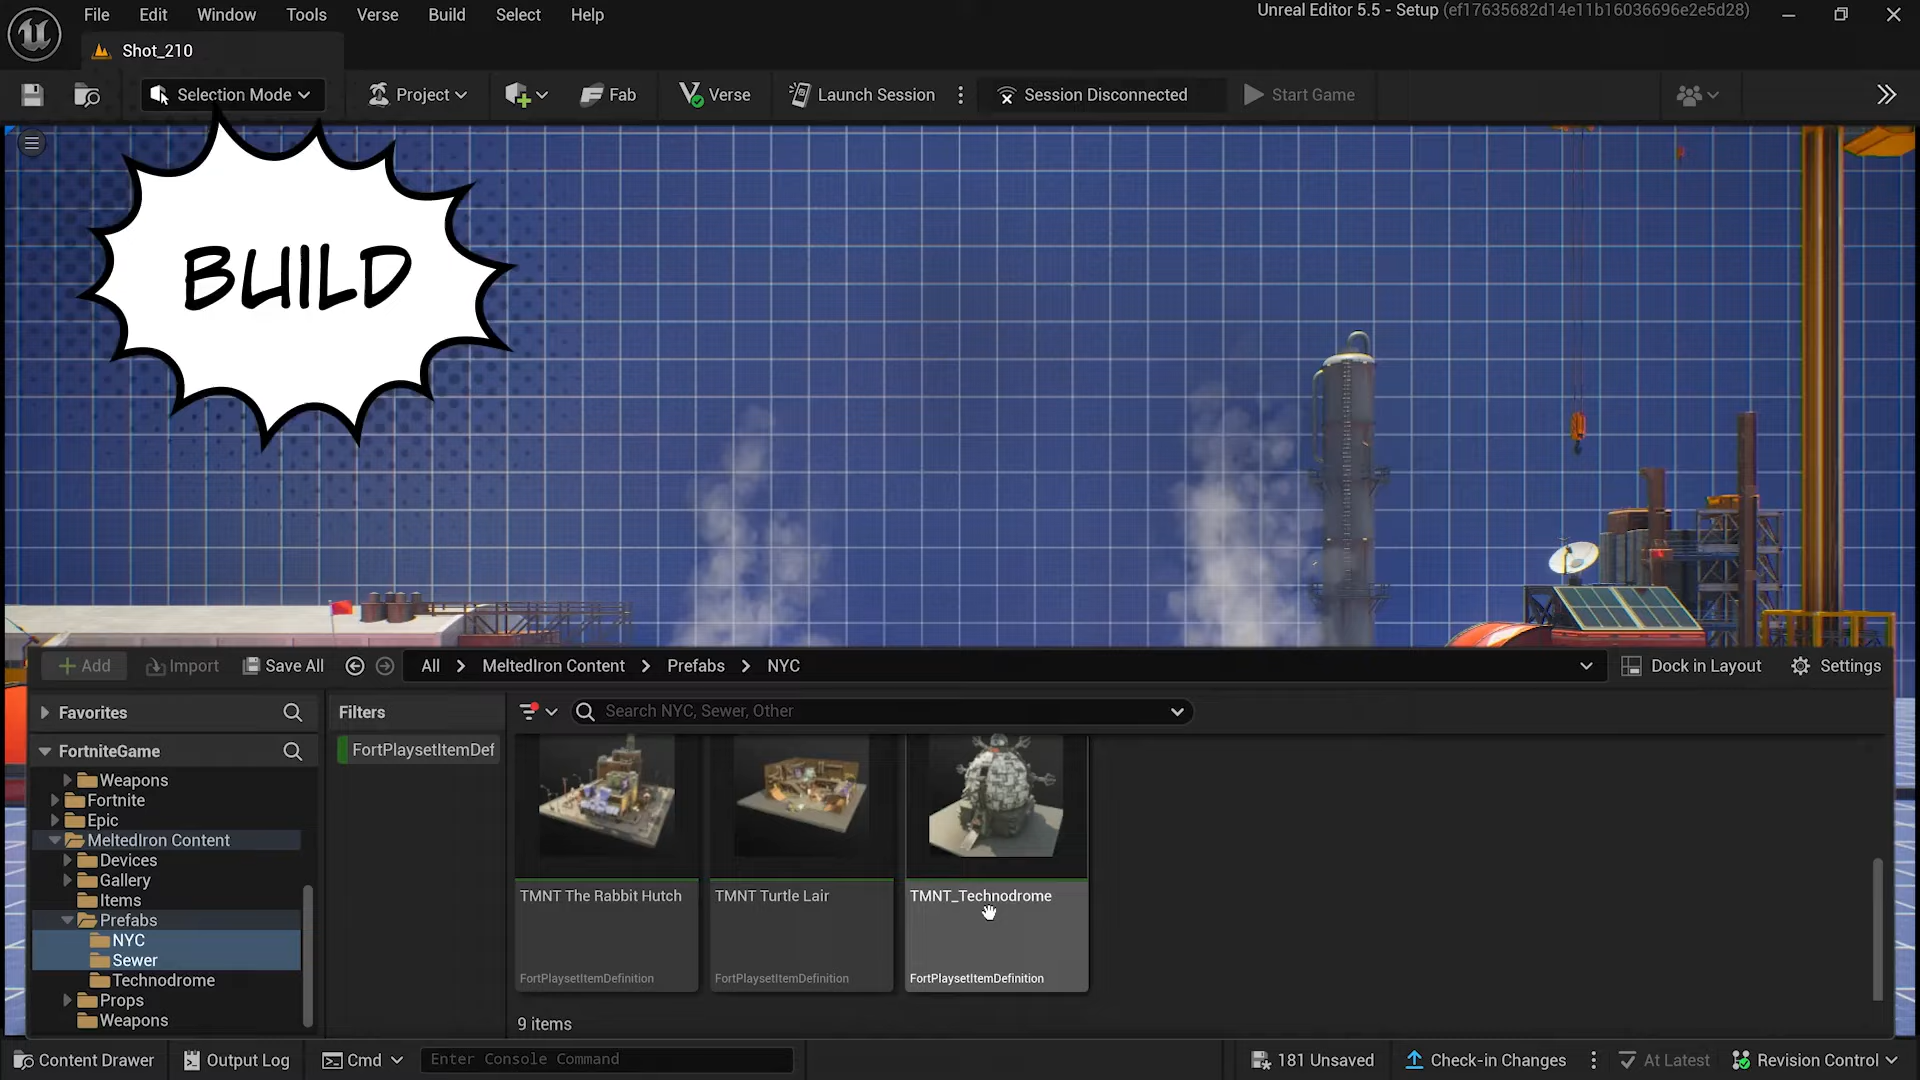 File Edit Window Tools Verse Build Select Help
Unreal Editor 5.5 - Setup (ef17635682d14e11b16036696e2e5d28)
Shot_210
Selection Mode Project Fab Verse Launch Session Session Disconnected Start Game
BUILD
Add Import Save All All MeltedIron Content Prefabs NYC Dock in Layout Settings
Favorites Filters Search NYC, Sewer, Other
FortniteGame FortPlaysetItemDef
Weapons
Fortnite
Epic
MeltedIron Content
Devices
Gallery
Items
Prefabs
NYC
Sewer
Technodrome
Props
Weapons
TMNT The Rabbit Hutch TMNT Turtle Lair TMNT_Technodrome
FortPlaysetItemDefinition FortPlaysetItemDefinition FortPlaysetItemDefinition
9 items
Content Drawer Output Log Cmd Enter Console Command 181 Unsaved Check-in Changes At Latest Revision Control